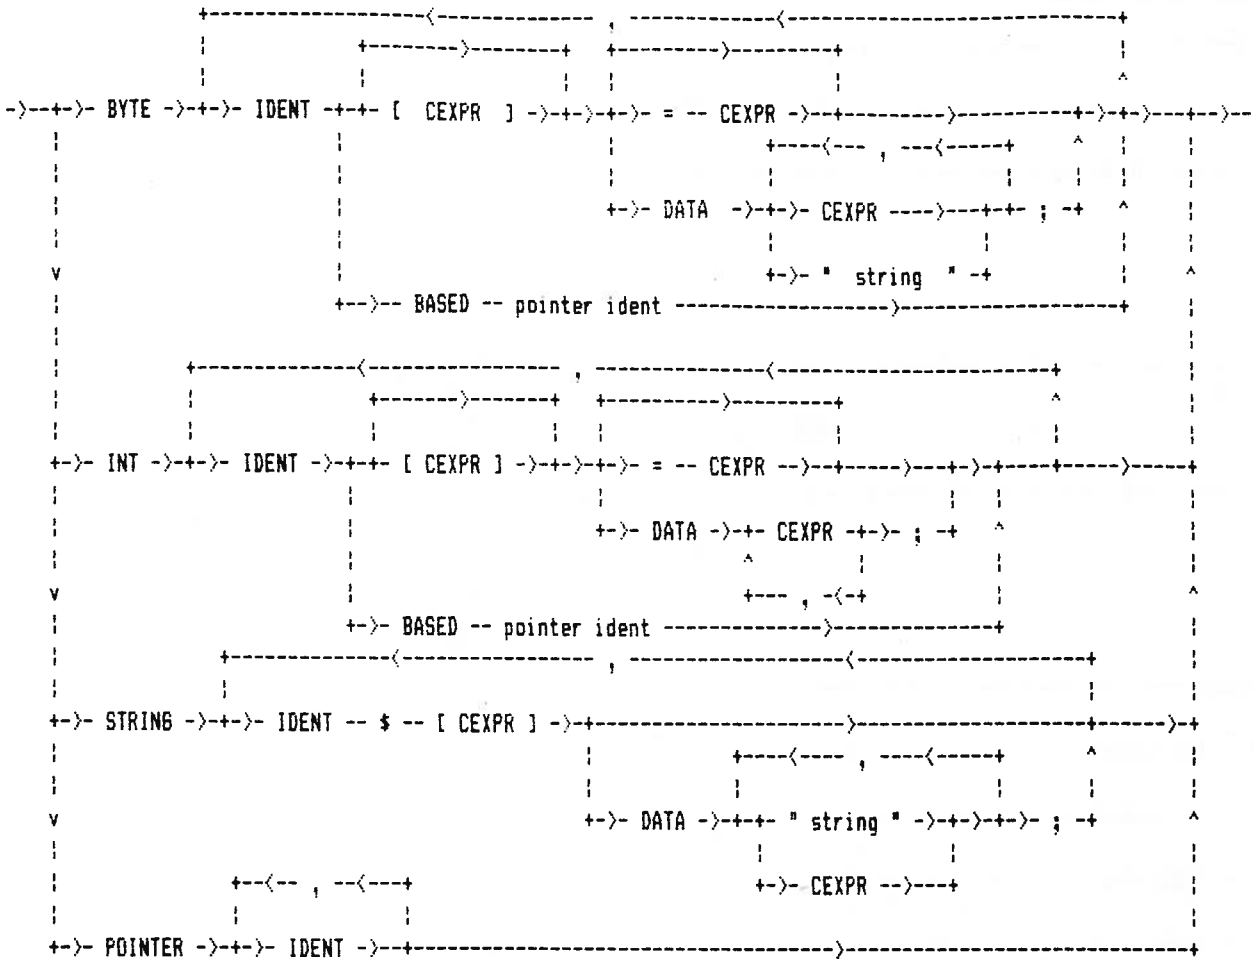 ,
BYTE IDENT [ CEXPR ] = -- CEXPR
,
DATA CEXPR ;
" string "
BASED -- pointer ident
,
INT IDENT [ CEXPR ] = -- CEXPR
DATA CEXPR ;
,
BASED -- pointer ident
,
STRING IDENT -- $ -- [ CEXPR ]
,
DATA " string " ;
CEXPR
,
POINTER IDENT